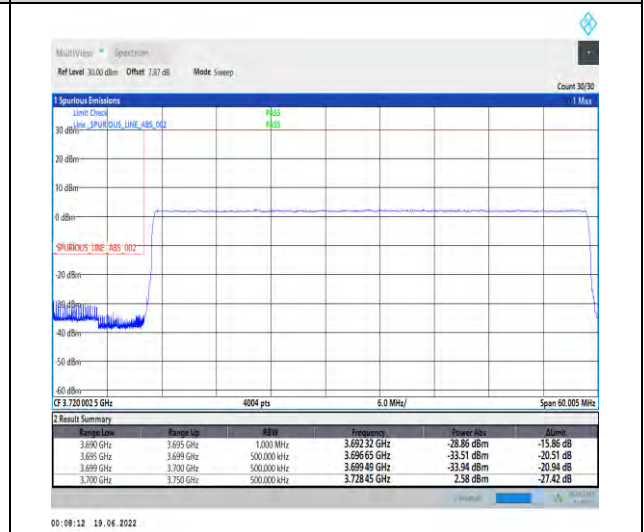 MultiView Spectrum
Ref Level 30.00 dBm Offset 7.87 dB Mode Sweep
Count 30/30
1 Spurious Emissions 1 Max
Limit Check PASS
Line _SPURIOUS_LINE_ABS_002 PASS
30 dBm
20 dBm
10 dBm
0 dBm
_SPURIOUS_LINE_ABS_002
-20 dBm
-30 dBm
-40 dBm
-50 dBm
-60 dBm
CF 3.720 002 5 GHz 4004 pts 6.0 MHz/ Span 60.005 MHz
2 Result Summary
Range Low Range Up RBW Frequency Power Abs ΔLimit
3.690 GHz 3.695 GHz 1.000 MHz 3.692 32 GHz -28.86 dBm -15.86 dB
3.695 GHz 3.699 GHz 500.000 kHz 3.696 65 GHz -33.51 dBm -20.51 dB
3.699 GHz 3.700 GHz 500.000 kHz 3.699 49 GHz -33.94 dBm -20.94 dB
3.700 GHz 3.750 GHz 500.000 kHz 3.728 45 GHz 2.58 dBm -27.42 dB
00:08:12 19.06.2022